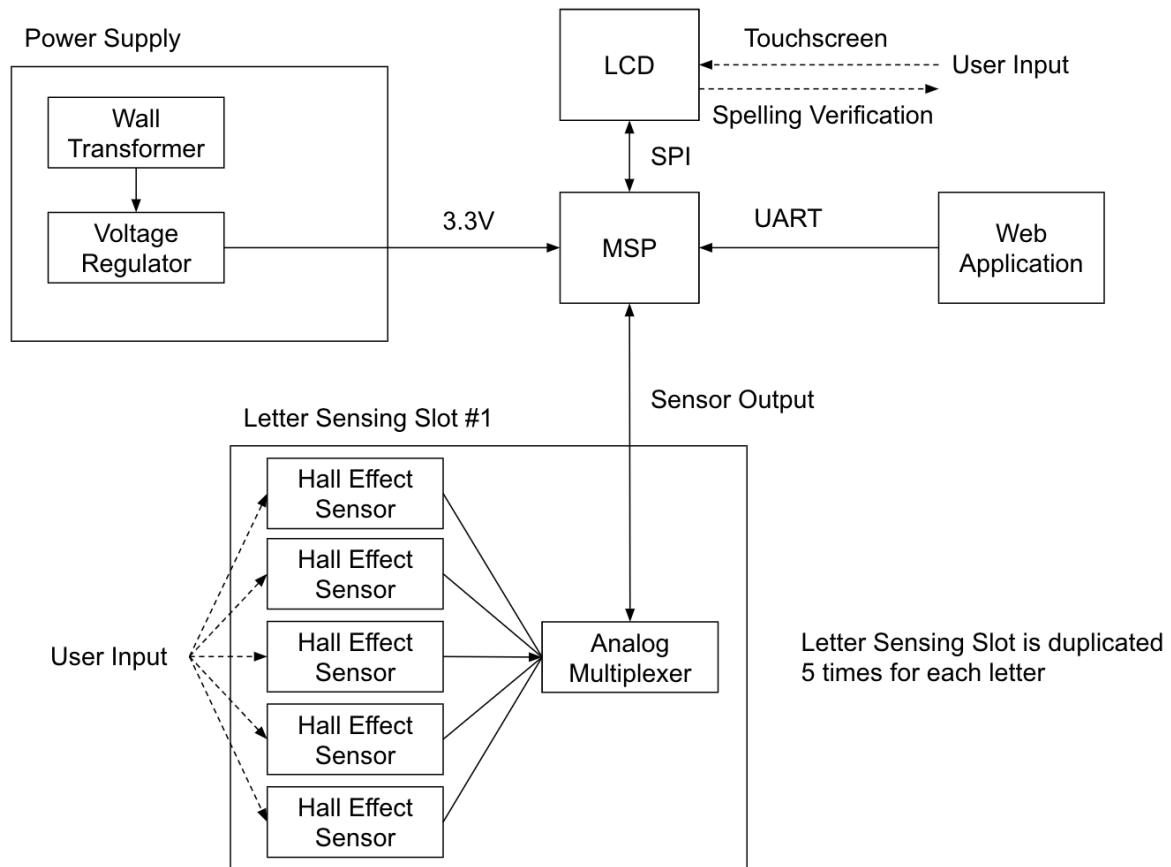 Power Supply
Wall
Transformer
Voltage
Regulator
3.3V
LCD
Touchscreen
User Input
Spelling Verification
SPI
MSP
UART
Web
Application
Sensor Output
Letter Sensing Slot #1
Hall Effect
Sensor
Hall Effect
Sensor
Hall Effect
Sensor
Hall Effect
Sensor
Hall Effect
Sensor
User Input
Analog
Multiplexer
Letter Sensing Slot is duplicated
5 times for each letter